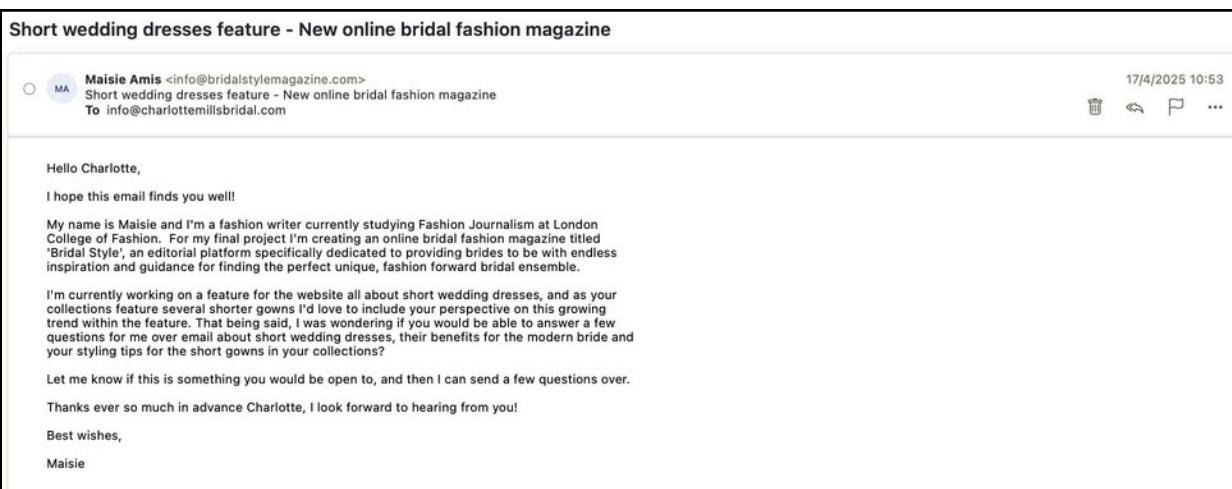 Short wedding dresses feature - New online bridal fashion magazine
MA
Maisie Amis <info@bridalstylemagazine.com>
17/4/2025 10:53
Short wedding dresses feature - New online bridal fashion magazine
To info@charlottemillsbridal.com
Hello Charlotte,
I hope this email finds you well!
My name is Maisie and I'm a fashion writer currently studying Fashion Journalism at London
College of Fashion.  For my final project I'm creating an online bridal fashion magazine titled
'Bridal Style', an editorial platform specifically dedicated to providing brides to be with endless
inspiration and guidance for finding the perfect unique, fashion forward bridal ensemble.
I'm currently working on a feature for the website all about short wedding dresses, and as your
collections feature several shorter gowns I'd love to include your perspective on this growing
trend within the feature. That being said, I was wondering if you would be able to answer a few
questions for me over email about short wedding dresses, their benefits for the modern bride and
your styling tips for the short gowns in your collections?
Let me know if this is something you would be open to, and then I can send a few questions over.
Thanks ever so much in advance Charlotte, I look forward to hearing from you!
Best wishes,
Maisie